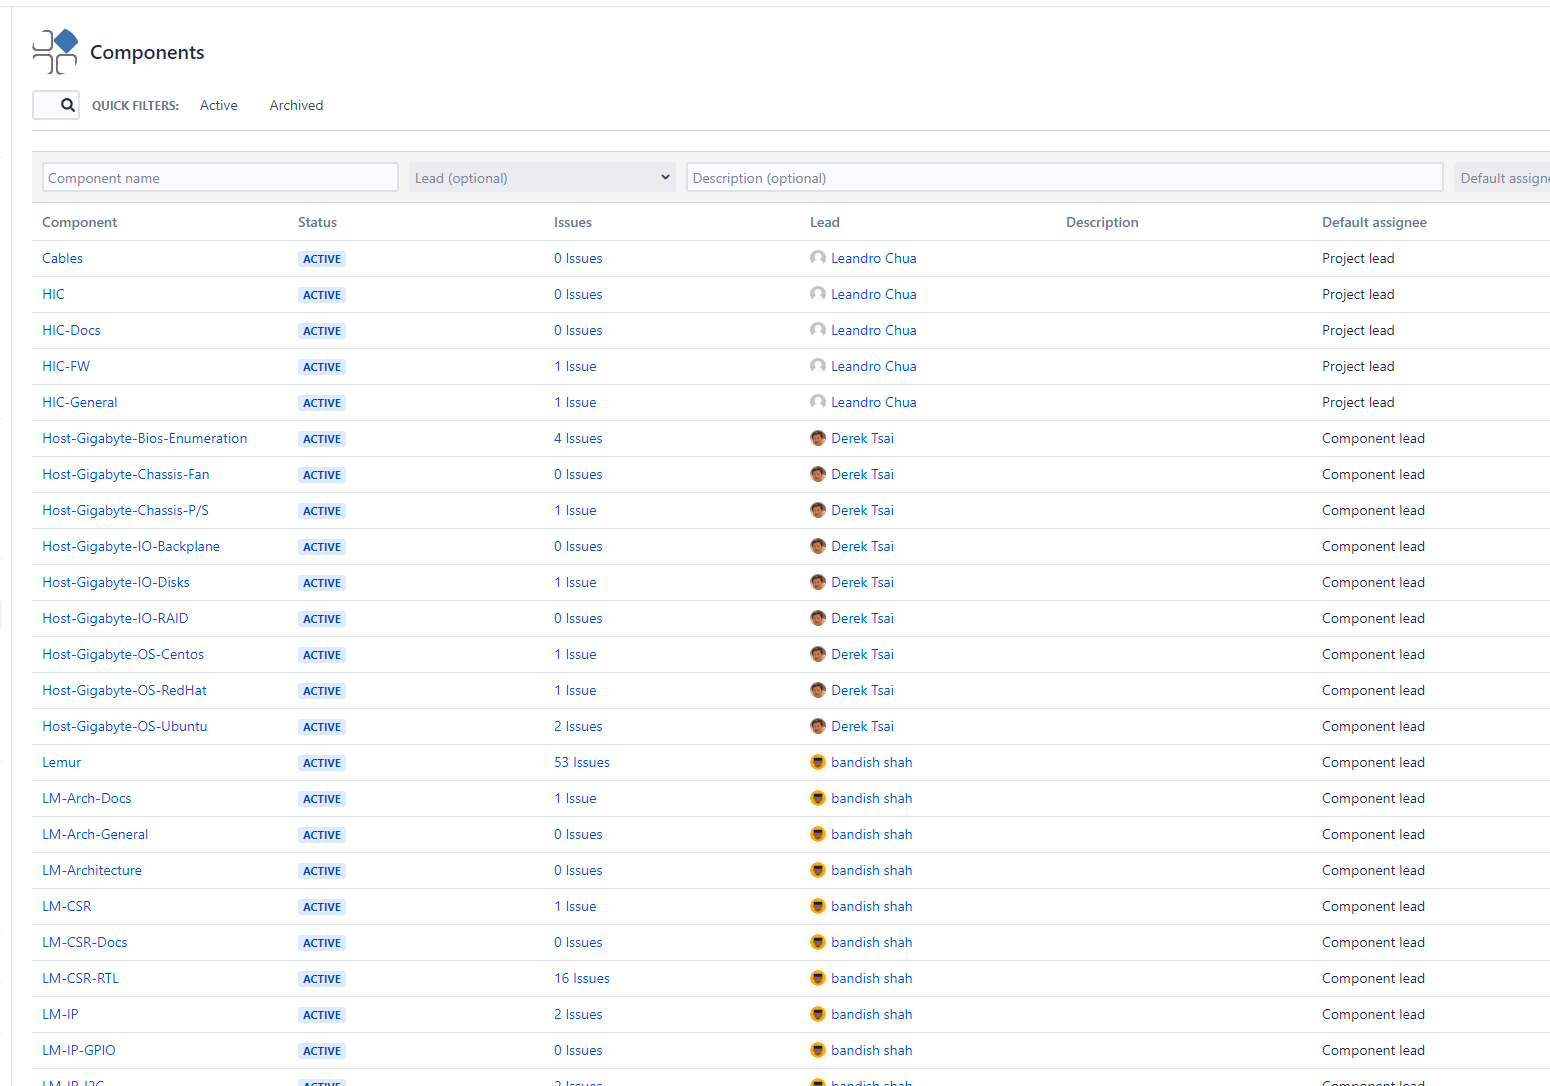 Components
QUICK FILTERS: Active Archived
Component name Lead (optional) Description (optional) Default assigne
Component Status Issues Lead Description Default assignee
Cables ACTIVE 0 Issues Leandro Chua Project lead
HIC ACTIVE 0 Issues Leandro Chua Project lead
HIC-Docs ACTIVE 0 Issues Leandro Chua Project lead
HIC-FW ACTIVE 1 Issue Leandro Chua Project lead
HIC-General ACTIVE 1 Issue Leandro Chua Project lead
Host-Gigabyte-Bios-Enumeration ACTIVE 4 Issues Derek Tsai Component lead
Host-Gigabyte-Chassis-Fan ACTIVE 0 Issues Derek Tsai Component lead
Host-Gigabyte-Chassis-P/S ACTIVE 1 Issue Derek Tsai Component lead
Host-Gigabyte-IO-Backplane ACTIVE 0 Issues Derek Tsai Component lead
Host-Gigabyte-IO-Disks ACTIVE 1 Issue Derek Tsai Component lead
Host-Gigabyte-IO-RAID ACTIVE 0 Issues Derek Tsai Component lead
Host-Gigabyte-OS-Centos ACTIVE 1 Issue Derek Tsai Component lead
Host-Gigabyte-OS-RedHat ACTIVE 1 Issue Derek Tsai Component lead
Host-Gigabyte-OS-Ubuntu ACTIVE 2 Issues Derek Tsai Component lead
Lemur ACTIVE 53 Issues bandish shah Component lead
LM-Arch-Docs ACTIVE 1 Issue bandish shah Component lead
LM-Arch-General ACTIVE 0 Issues bandish shah Component lead
LM-Architecture ACTIVE 0 Issues bandish shah Component lead
LM-CSR ACTIVE 1 Issue bandish shah Component lead
LM-CSR-Docs ACTIVE 0 Issues bandish shah Component lead
LM-CSR-RTL ACTIVE 16 Issues bandish shah Component lead
LM-IP ACTIVE 2 Issues bandish shah Component lead
LM-IP-GPIO ACTIVE 0 Issues bandish shah Component lead
LM-IP-I2C ACTIVE Issues bandish shah Component lead